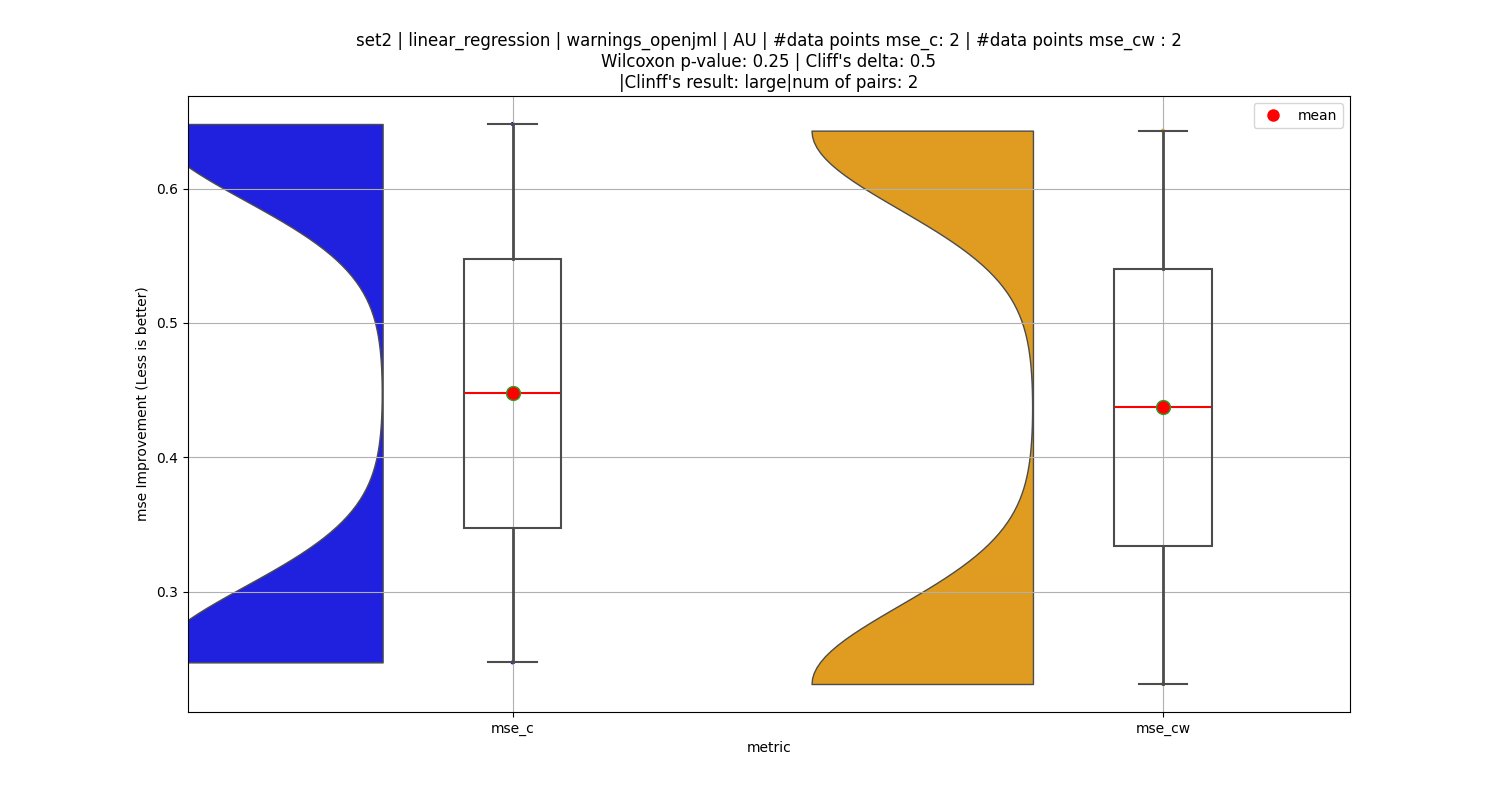 set2 | linear_regression | warnings_openjml | AU | #data points mse_c: 2 | #data points mse_cw : 2
Wilcoxon p-value: 0.25 | Cliff's delta: 0.5
|Clinff's result: large|num of pairs: 2
mean
0.6
0.5
0.4
0.3
mse Improvement (Less is better)
mse_c
mse_cw
metric